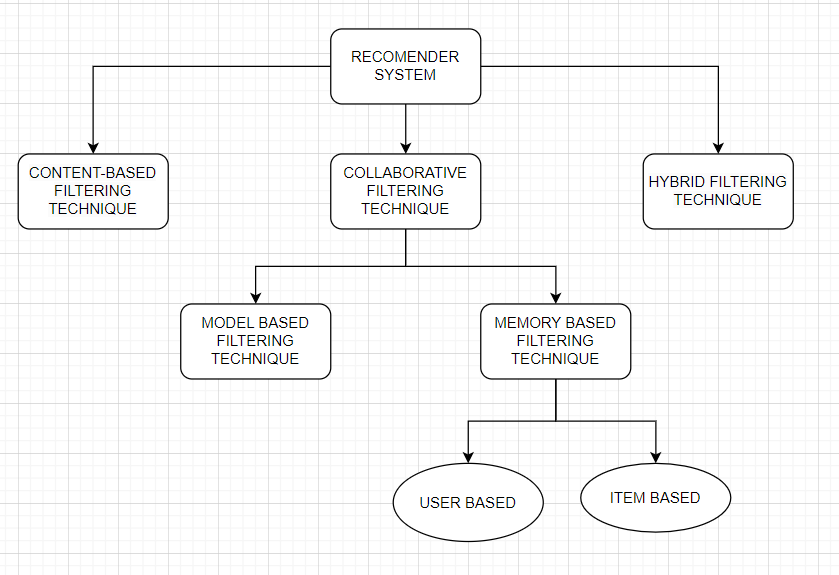 RECOMENDER
SYSTEM
CONTENT-BASED
FILTERING
TECHNIQUE
COLLABORATIVE
FILTERING
TECHNIQUE
HYBRID FILTERING
TECHNIQUE
MODEL BASED
FILTERING
TECHNIQUE
MEMORY BASED
FILTERING
TECHNIQUE
USER BASED
ITEM BASED